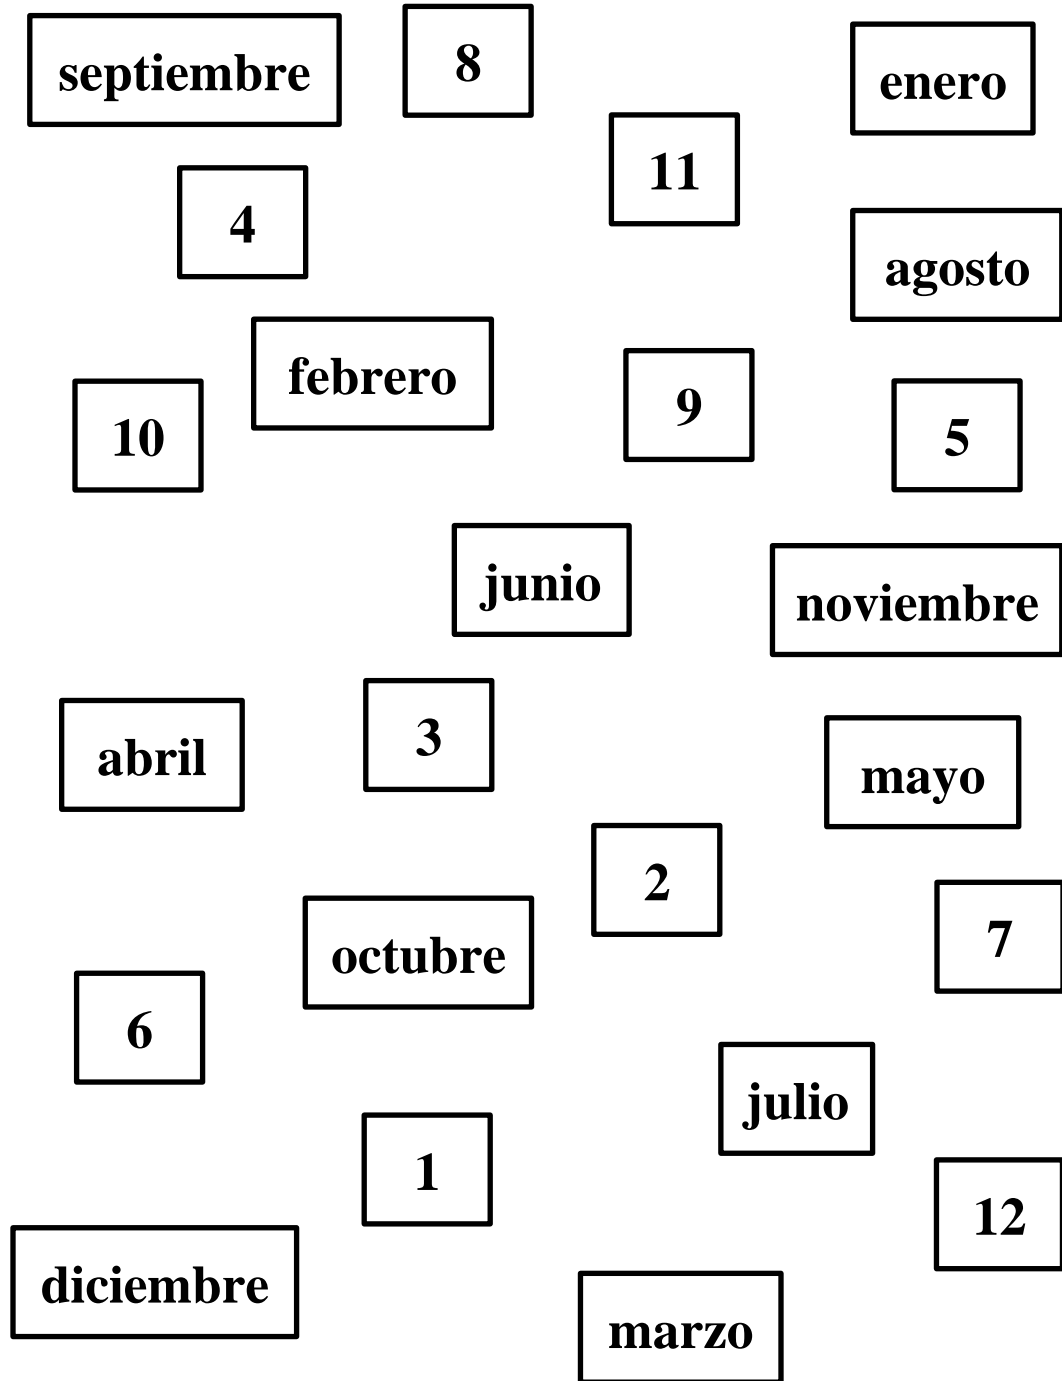 septiembre
8
enero
11
4
agosto
febrero
9
10
5
junio
noviembre
3
abril
mayo
2
7
octubre
6
julio
1
12
diciembre
marzo